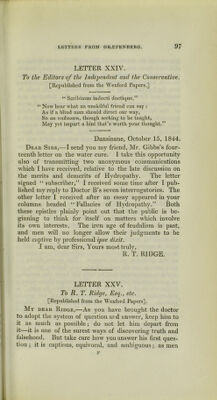 LETTERS FROM GRÆFENBERG. 97
LETTER XXIV.
To the Editors of the Independent and the Conservative.
[Republished from the Wexford Papers.]
"Scribimus indocti doctique."
"Now hear what an unskilful friend can say:
As if a blind man should direct our way,
So an unknown, though seeking to be taught,
May yet impart a hint that's worth your thought."
Dunsinane, October 15, 1844.
DEAR SIRS,—I send you my friend, Mr. Gibbs's four-
teenth letter on the water cure. I take this opportunity
also of transmitting two anonymous communications
which I have received, relative to the late discussion on
the merits and demerits of Hydropathy. The letter
signed "subscriber," I received some time after I pub-
lished my reply to Doctor B's seven interrogatories. The
other letter I received after an essay appeared in your
columns headed "Fallacies of Hydropathy." Both
these epistles plainly point out that the public is be-
ginning to think for itself on matters which involve
its own interests. The iron age of feudalism is past,
and men will no longer allow their judgments to be
held captive by professional ipse dixit.
I am, dear Sirs, Yours most truly,
R. T. RIDGE.
LETTER XXV.
To R. T. Ridge, Esq., etc.
[Republished from the Wexford Papers].
MY DEAR RIDGE,—As you have brought the doctor
to adopt the system of question and answer, keep him to
it as much as possible; do not let him depart from
it—it is one of the surest ways of discovering truth and
falsehood. But take care how you answer his first ques-
tion; it is captious, equivocal, and ambiguous; as men
F